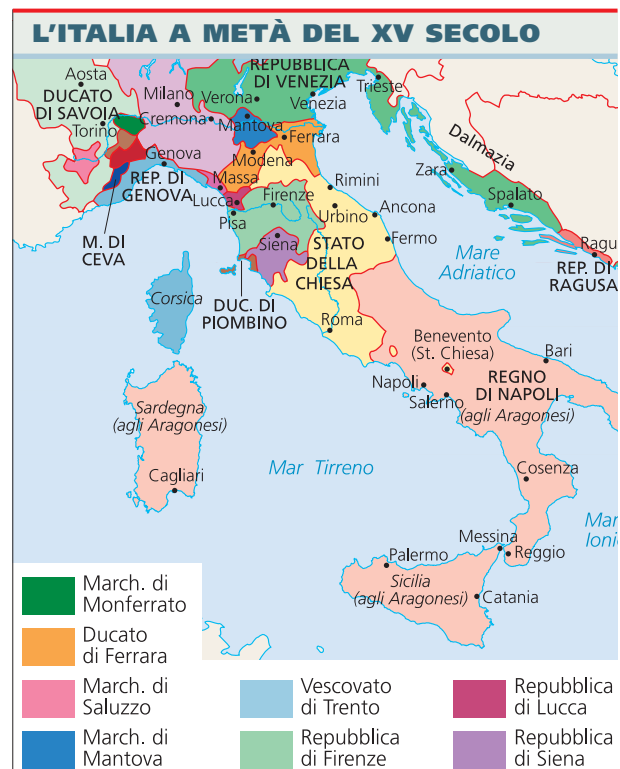 L'ITALIA A METÀ DEL XV SECOLO
Aosta
DUCATO
DI SAVOIA
Torino
Milano
Cremona
Verona
REPUBBLICA
DI VENEZIA
Venezia
Trieste
Mantova
Ferrara
Modena
Genova
REP. DI
GENOVA
Massa
Lucca
Pisa
Firenze
Siena
M. DI
CEVA
DUC. DI
PIOMBINO
Rimini
Urbino
Ancona
Fermo
STATO
DELLA
CHIESA
Roma
Dalmazia
Zara
Spalato
Ragu
REP. DI
RAGUSA
Mare
Adriatico
Corsica
Benevento
(St. Chiesa)
Bari
Napoli
Salerno
REGNO
DI NAPOLI
(agli Aragonesi)
Sardegna
(agli Aragonesi)
Cagliari
Mar Tirreno
Cosenza
Mar
Ionic
Messina
Reggio
Palermo
Sicilia
(agli Aragonesi)
Catania
March. di
Monferrato
Ducato
di Ferrara
March. di
Saluzzo
March. di
Mantova
Vescovato
di Trento
Repubblica
di Firenze
Repubblica
di Lucca
Repubblica
di Siena